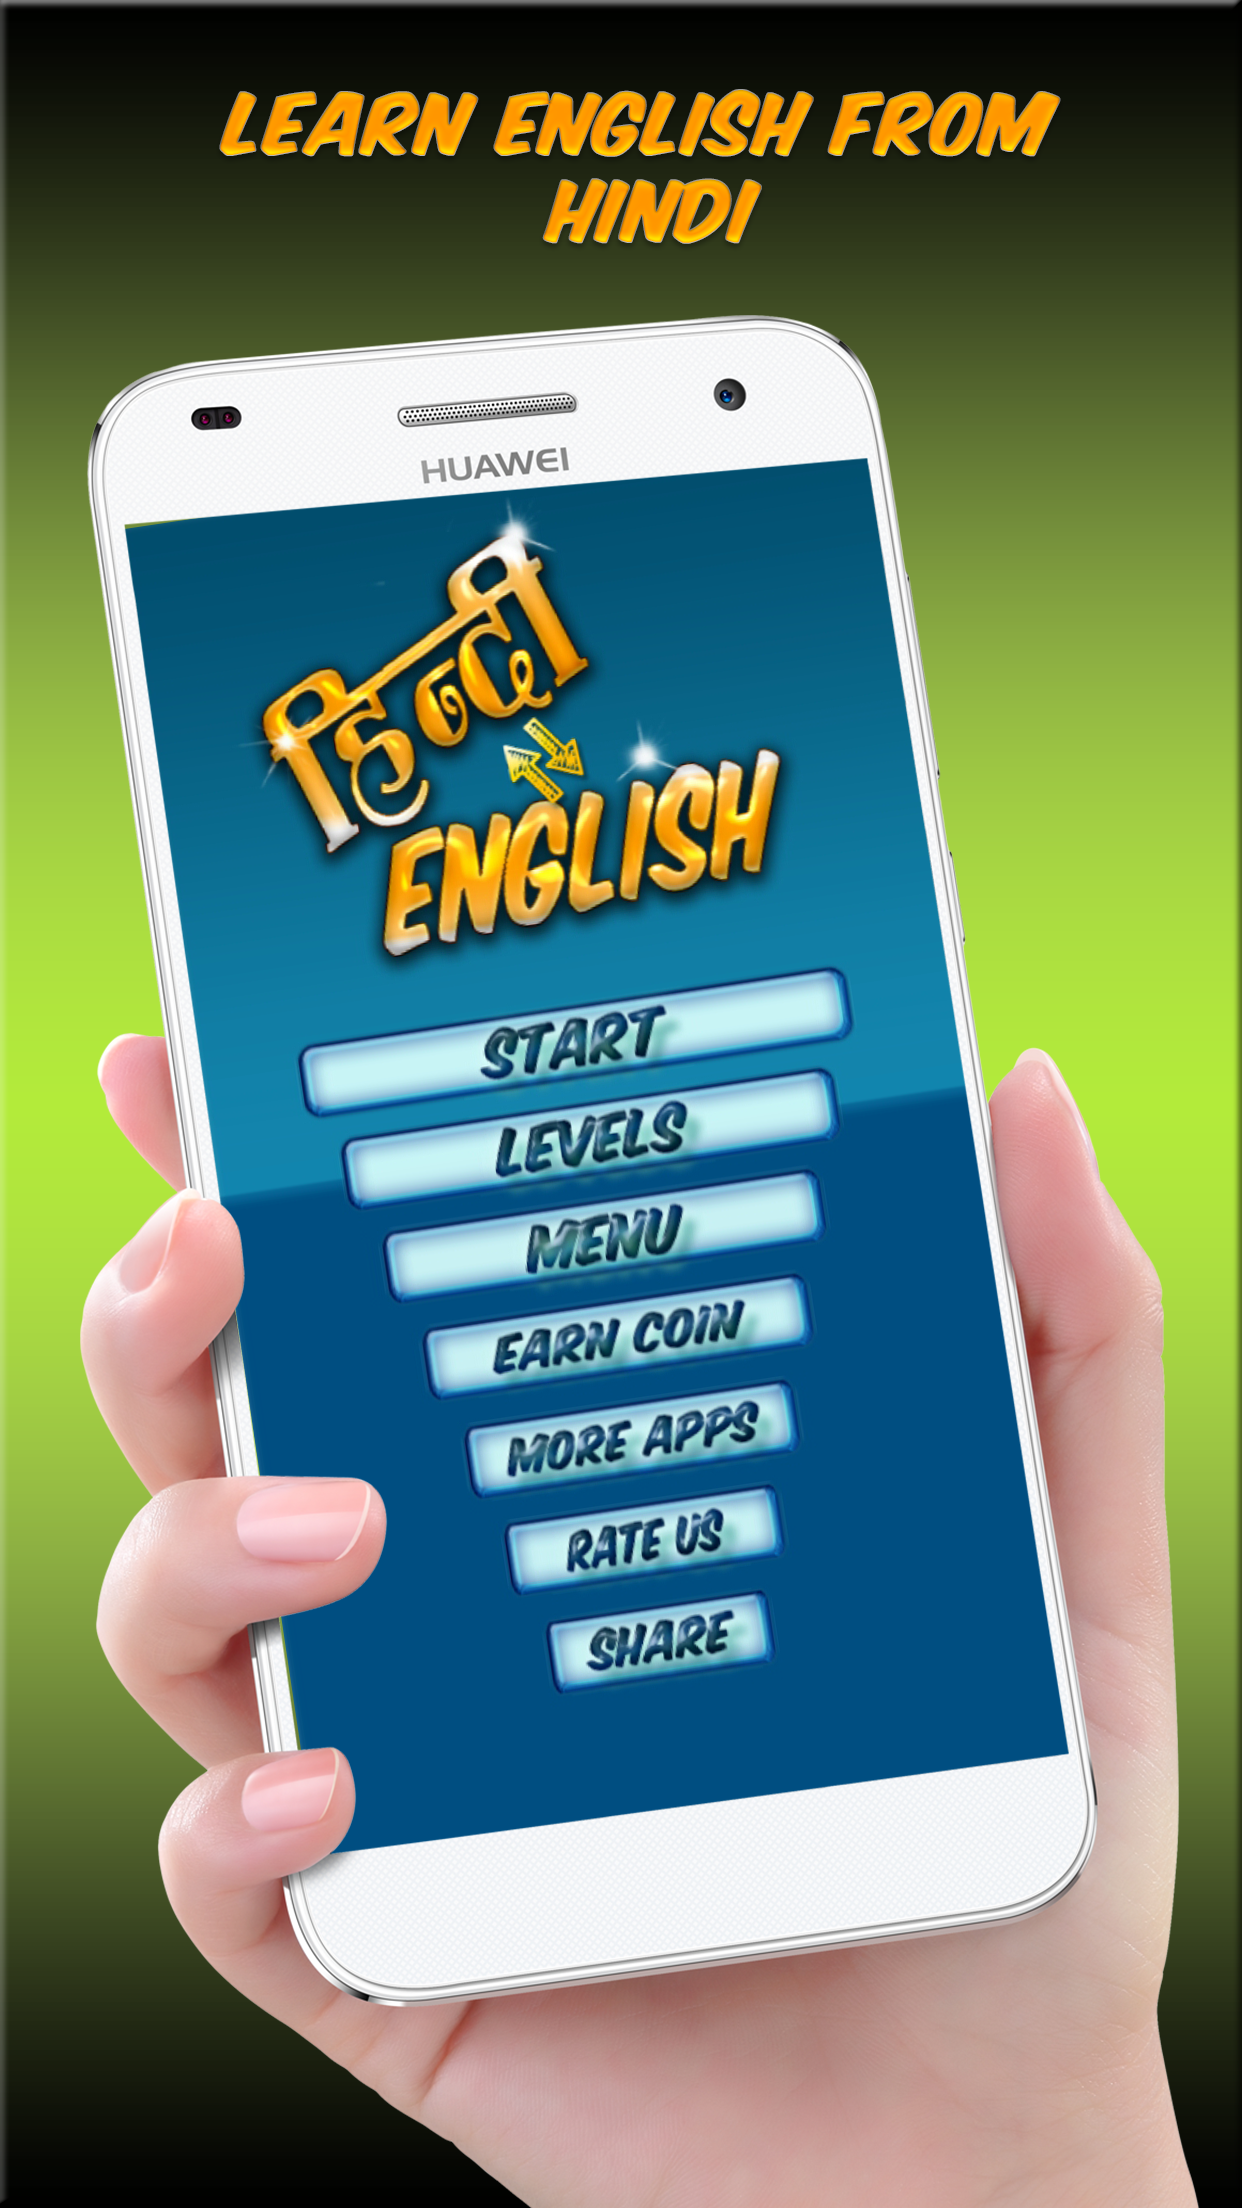 LEARN ENGLISH FROM
HINDI
HUAWEI
हिन्दी
ENGLISH
START
LEVELS
MENU
EARN COIN
MORE APPS
RATE US
SHARE